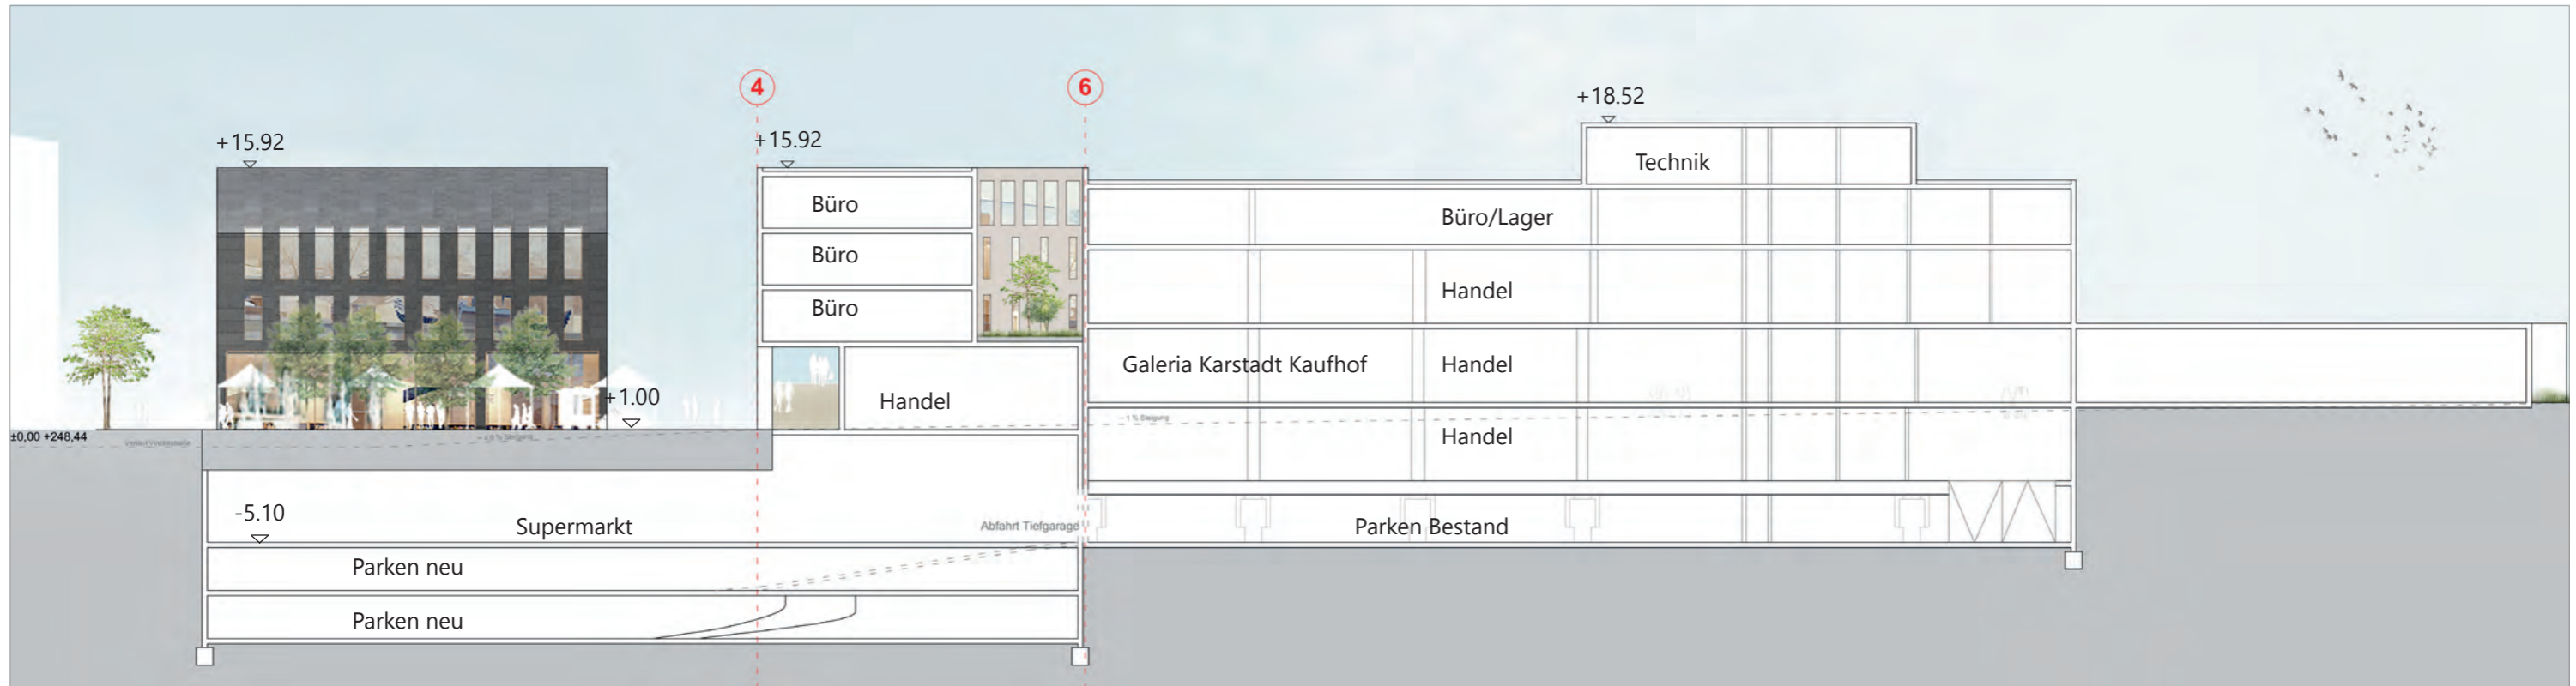 4
6
+18.52
+15.92
+15.92
Technik
Büro
Büro/Lager
Büro
Handel
Büro
Galeria Karstadt Kaufhof
Handel
+1.00
Handel
~ 1 % Steigung
±0,00 +248,44
Handel
-5.10
Supermarkt
Abfahrt Tiefgarage
Parken Bestand
Parken neu
Parken neu